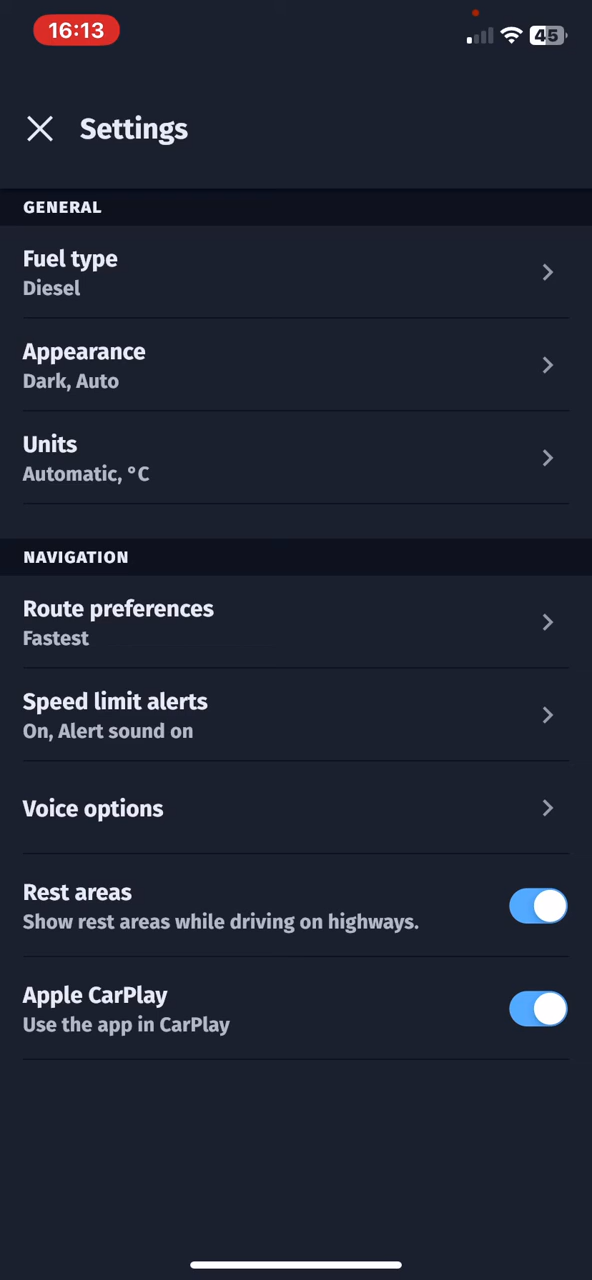 16:13
45
Settings
GENERAL
Fuel type
Diesel
Appearance
Dark, Auto
Units
Automatic, °C
NAVIGATION
Route preferences
Fastest
Speed limit alerts
On, Alert sound on
Voice options
Rest areas
Show rest areas while driving on highways.
Apple CarPlay
Use the app in CarPlay